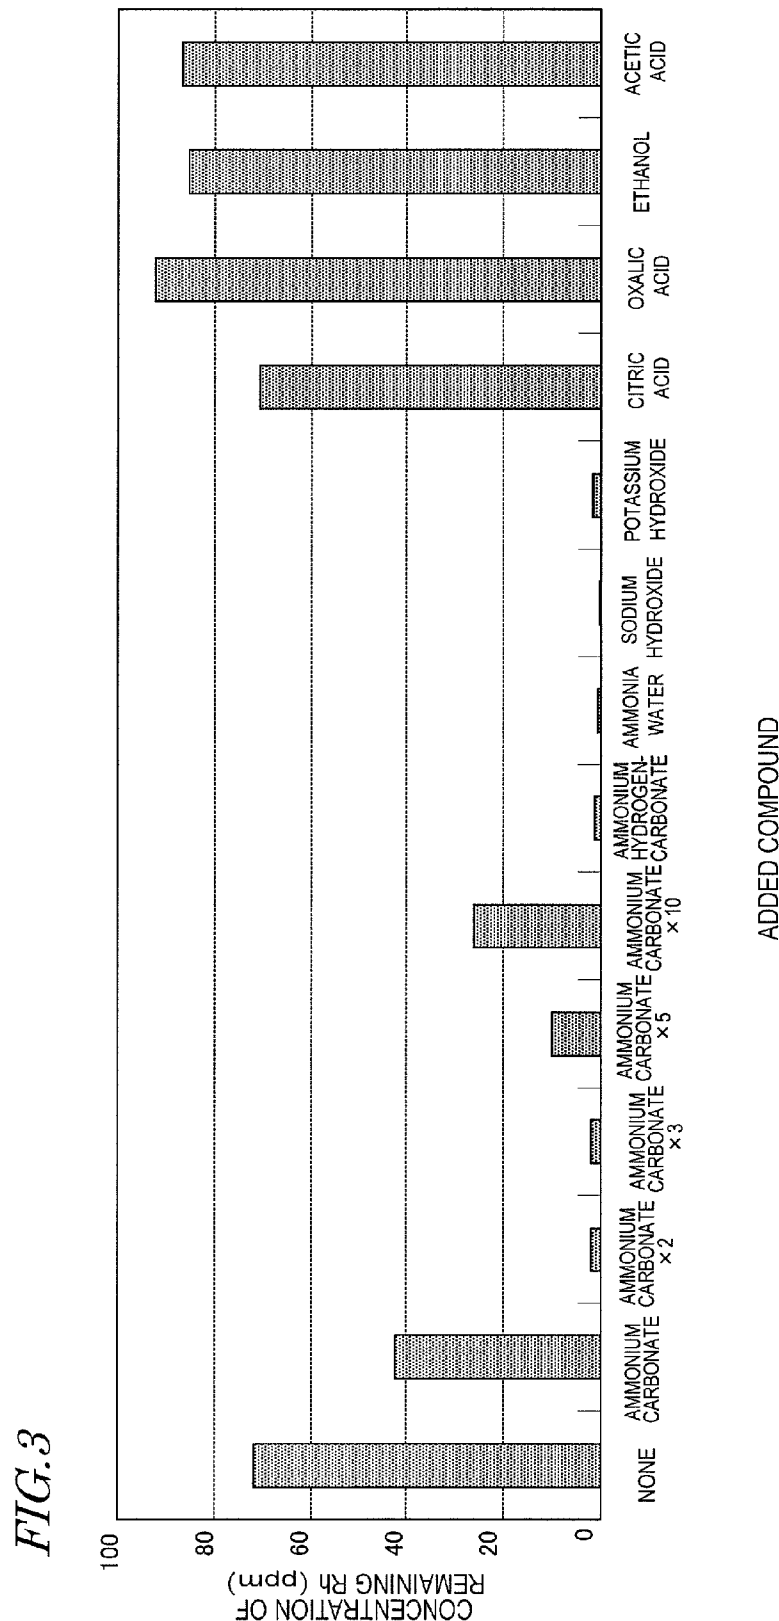 FIG.3
CONCENTRATION OF
REMAINING Rh (ppm)
100
80
60
40
20
0
NONE
AMMONIUM
CARBONATE
AMMONIUM
CARBONATE
×2
AMMONIUM
CARBONATE
×3
AMMONIUM
CARBONATE
×5
AMMONIUM
CARBONATE
×10
AMMONIUM
HYDROGEN-
CARBONATE
AMMONIA
WATER
SODIUM
HYDROXIDE
POTASSIUM
HYDROXIDE
CITRIC
ACID
OXALIC
ACID
ETHANOL
ACETIC
ACID
ADDED COMPOUND